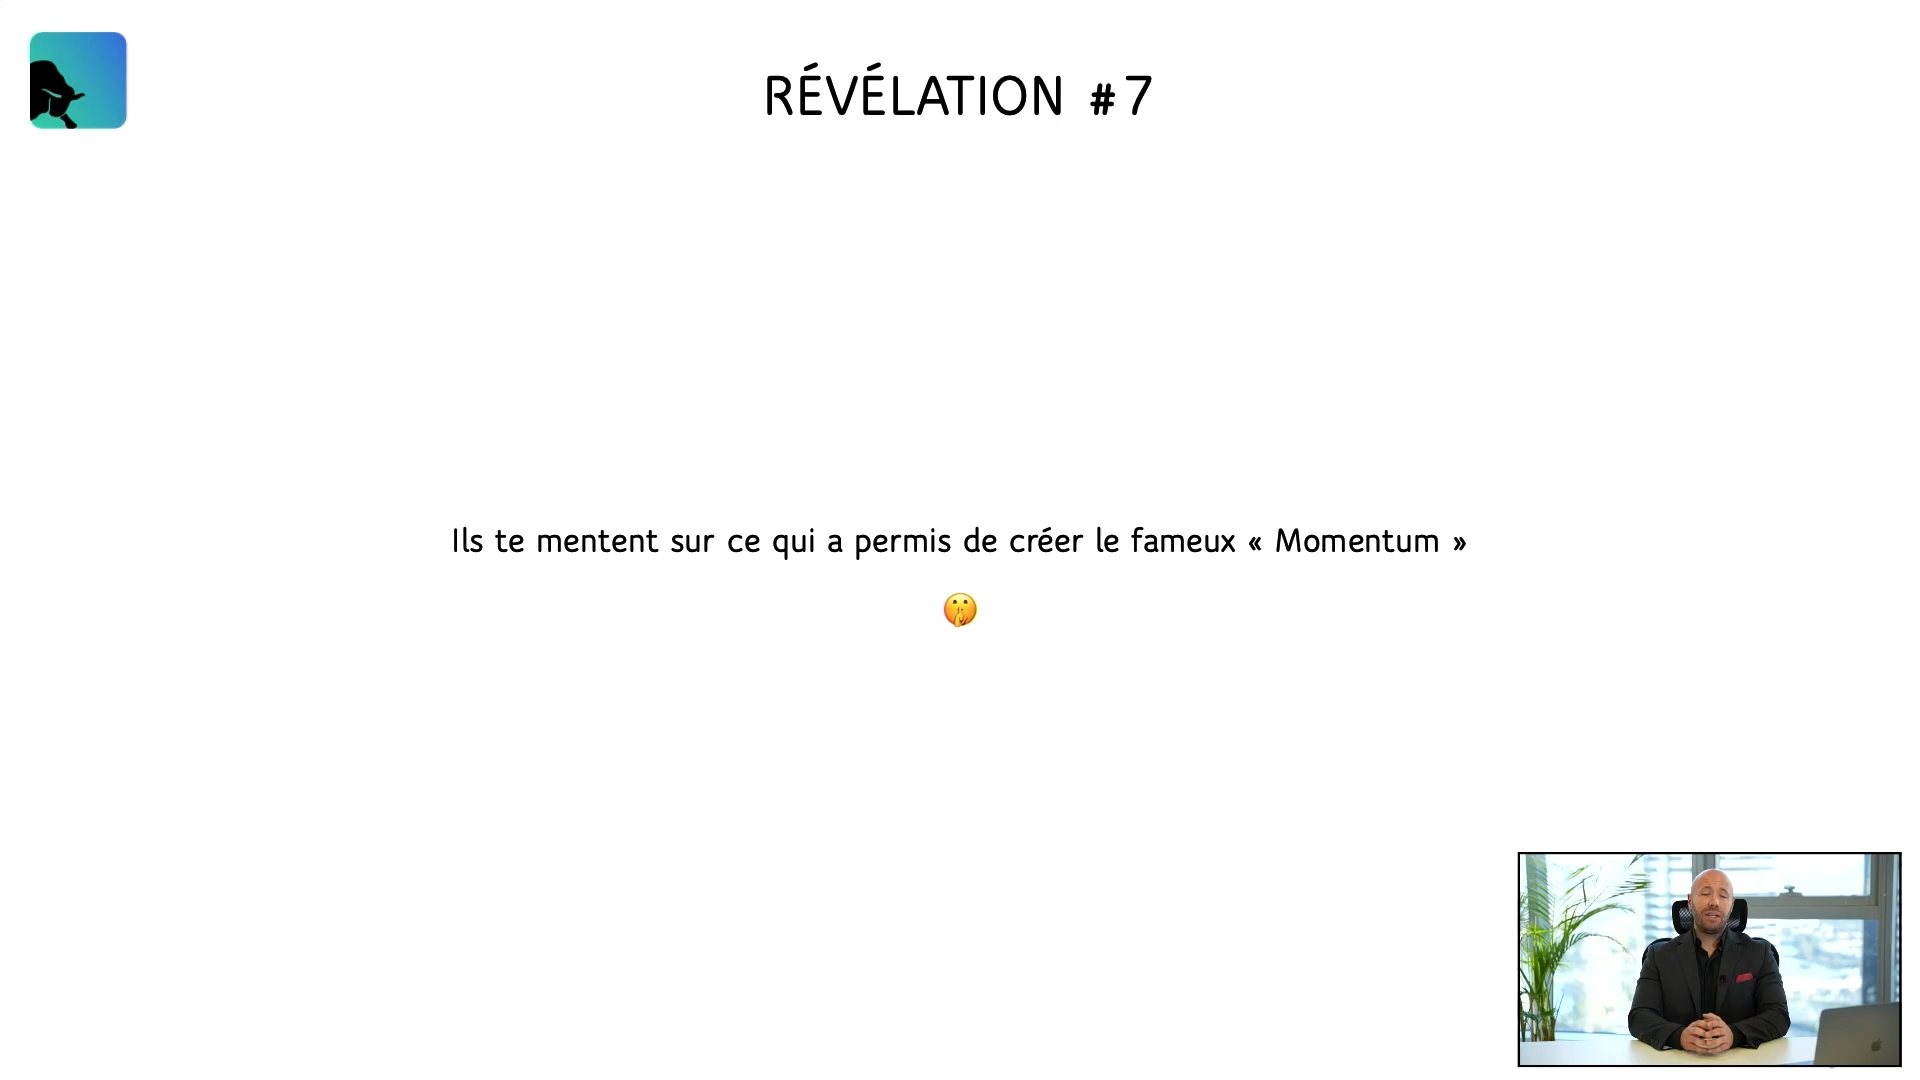 RÉVÉLATION #7
Ils te mentent sur ce qui a permis de créer le fameux « Momentum »